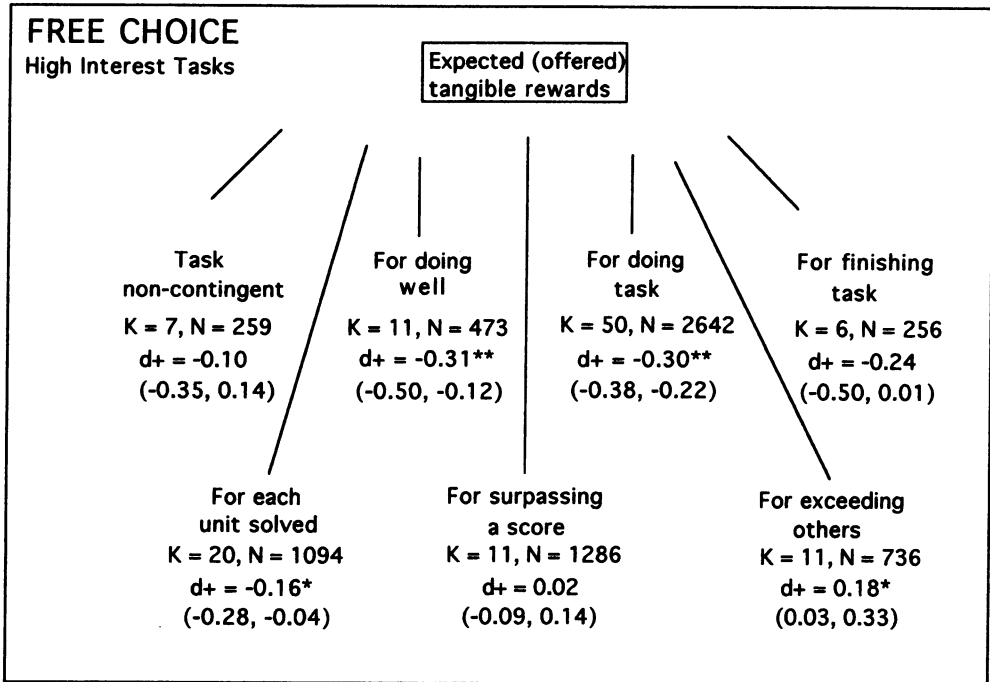 FREE CHOICE
High Interest Tasks
Expected (offered)
tangible rewards
Task
non-contingent
K = 7, N = 259
d+ = -0.10
(-0.35, 0.14)
For doing
well
K = 11, N = 473
d+ = -0.31**
(-0.50, -0.12)
For doing
task
K = 50, N = 2642
d+ = -0.30**
(-0.38, -0.22)
For finishing
task
K = 6, N = 256
d+ = -0.24
(-0.50, 0.01)
For each
unit solved
K = 20, N = 1094
d+ = -0.16*
(-0.28, -0.04)
For surpassing
a score
K = 11, N = 1286
d+ = 0.02
(-0.09, 0.14)
For exceeding
others
K = 11, N = 736
d+ = 0.18*
(0.03, 0.33)